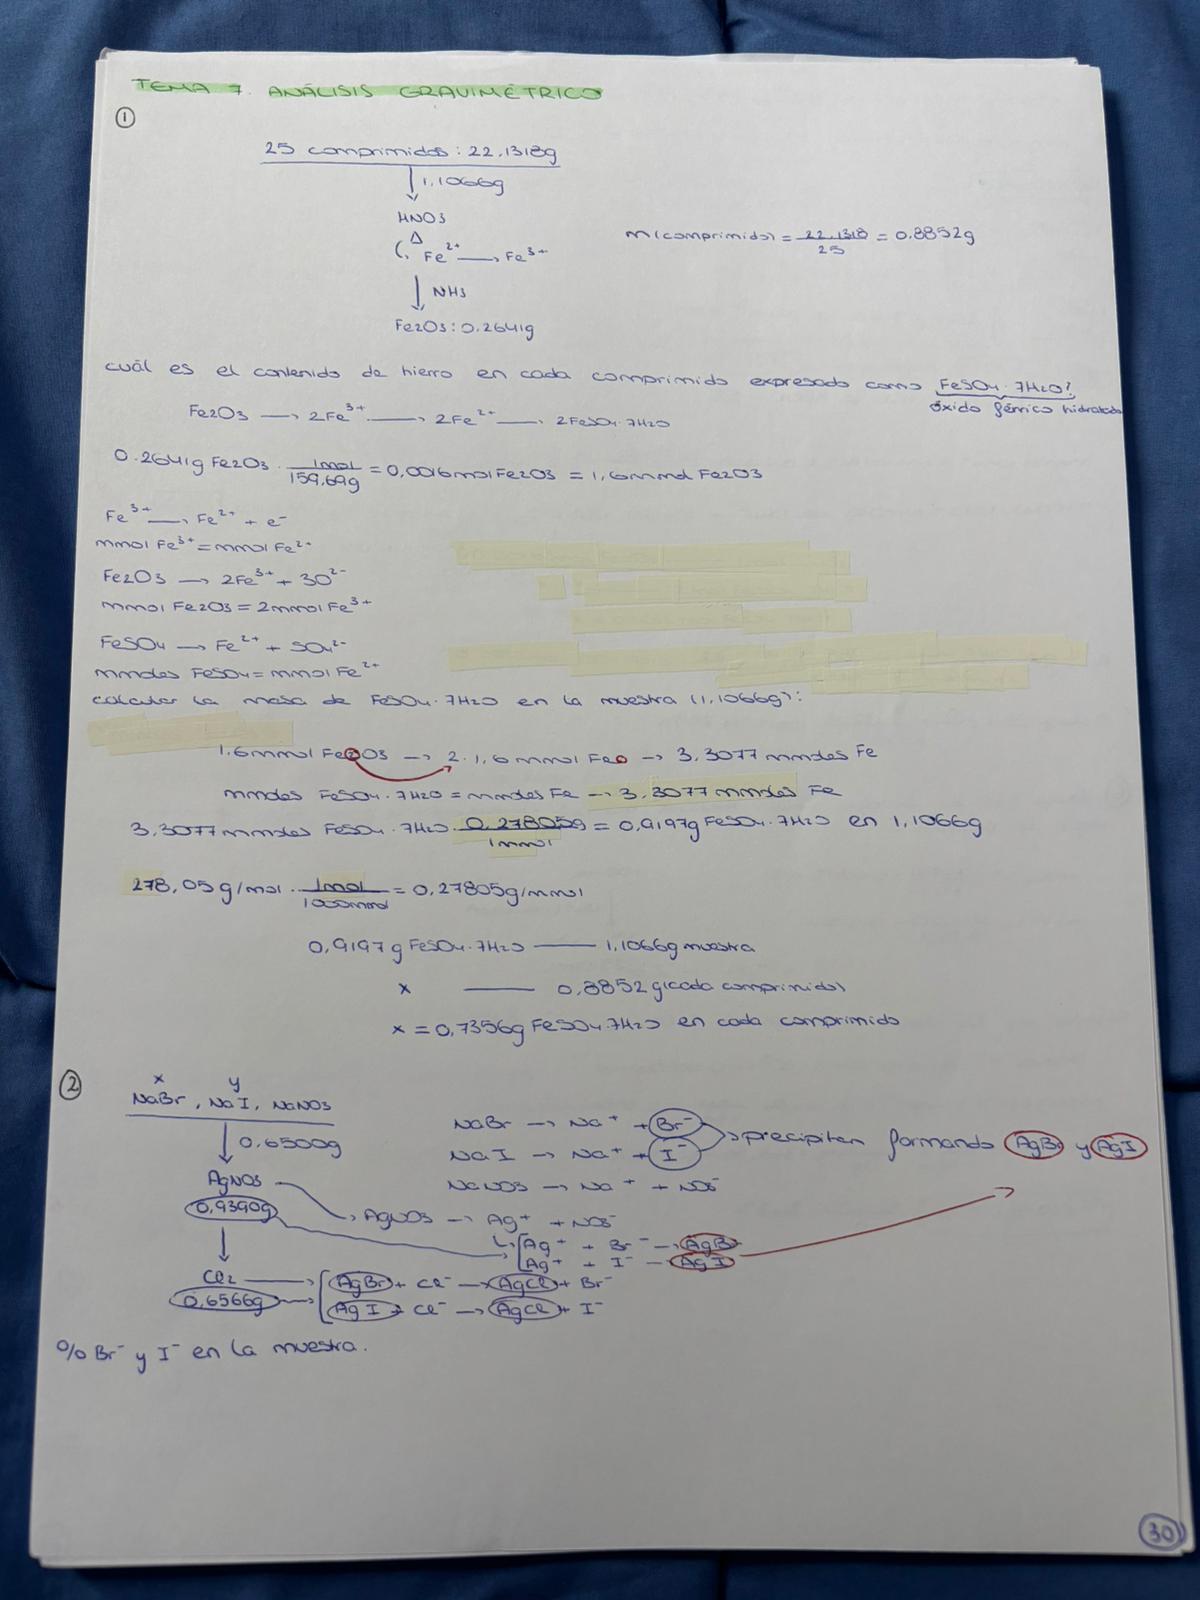 TEMA 7. ANÁLISIS GRAVIMÉTRICO
①
25 comprimidos: 22,1318g
1,1066g
HNO3
Δ
Fe²⁺ → Fe³⁺
m(comprimido) = 22,1318/25 = 0,8852g
NH3
Fe2O3: 0,2641g
cuál es el contenido de hierro en cada comprimido expresado como FeSO4·7H2O?
óxido férrico hidratado
Fe2O3 → 2Fe³⁺ → 2Fe²⁺ → 2FeSO4·7H2O
0,2641g Fe2O3 · 1mol/159,69g = 0,0016mol Fe2O3 = 1,6mmol Fe2O3
Fe³⁺ → Fe²⁺ + e⁻
mmol Fe³⁺ = mmol Fe²⁺
Fe2O3 → 2Fe³⁺ + 3O²⁻
mmol Fe2O3 = 2mmol Fe³⁺
FeSO4 → Fe²⁺ + SO4²⁻
mmoles FeSO4 = mmol Fe²⁺
calcular la masa de FeSO4·7H2O en la muestra (1,1066g):
1,6mmol Fe2O3 → 2·1,6mmol Feo → 3,3077 mmoles Fe
mmoles FeSO4·7H2O = mmoles Fe → 3,3077 mmoles Fe
3,3077 mmoles FeSO4·7H2O · 0,27805g/1mmol = 0,9197g FeSO4·7H2O en 1,1066g
278,05g/mol · 1mol/1000mmol = 0,27805g/mmol
0,9197g FeSO4·7H2O — 1,1066g muestra
x — 0,8852g(cada comprimido)
x = 0,7356g FeSO4·7H2O en cada comprimido
②
x y
NaBr, NaI, NaNO3
0,6500g
NaBr → Na⁺ + Br⁻
NaI → Na⁺ + I⁻
precipiten formando AgBr y AgI
NaNO3 → Na⁺ + NO3⁻
AgNO3
0,9390g
AgNO3 → Ag⁺ + NO3⁻
Ag⁺ + Br⁻ → AgBr
Ag⁺ + I⁻ → AgI
Cl2
0,6566g
AgBr + Cl⁻ → AgCl + Br⁻
AgI + Cl⁻ → AgCl + I⁻
% Br⁻ y I⁻ en la muestra.
30